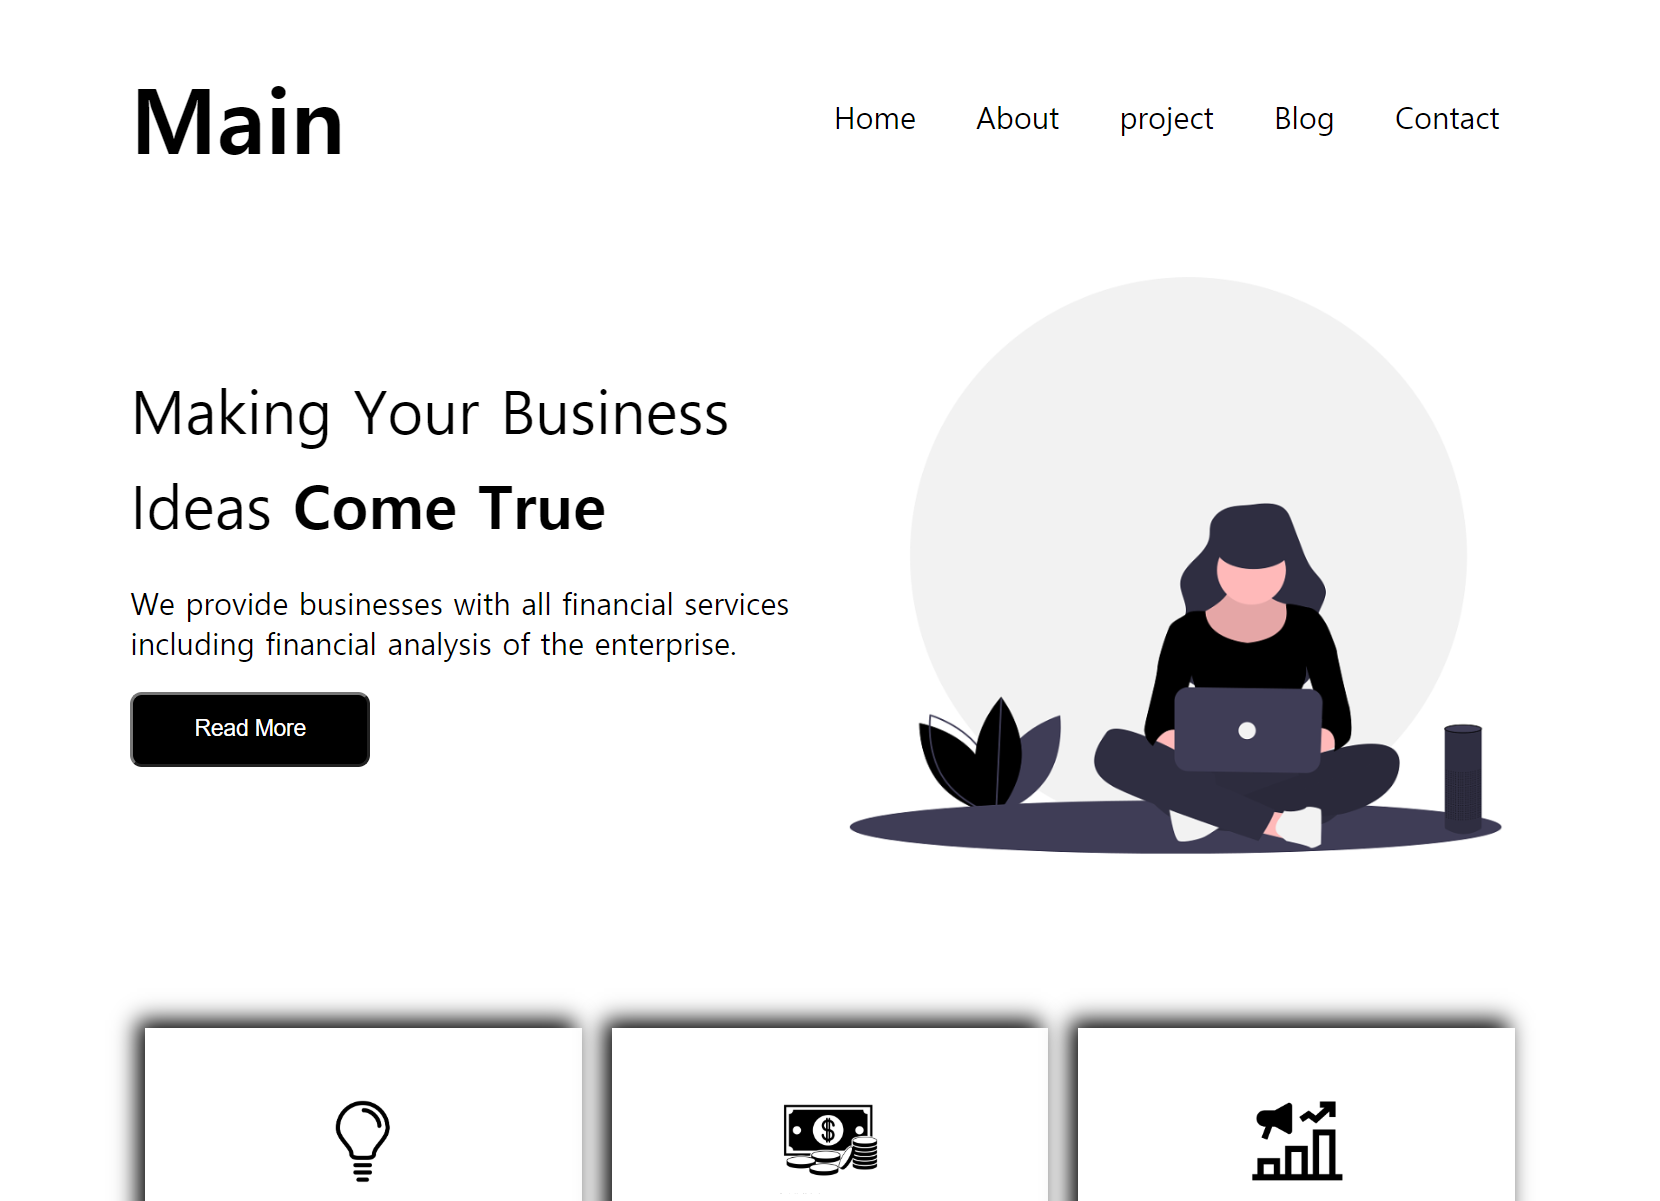 Main
Home About project Blog Contact
Making Your Business
Ideas Come True
We provide businesses with all financial services
including financial analysis of the enterprise.
Read More
$